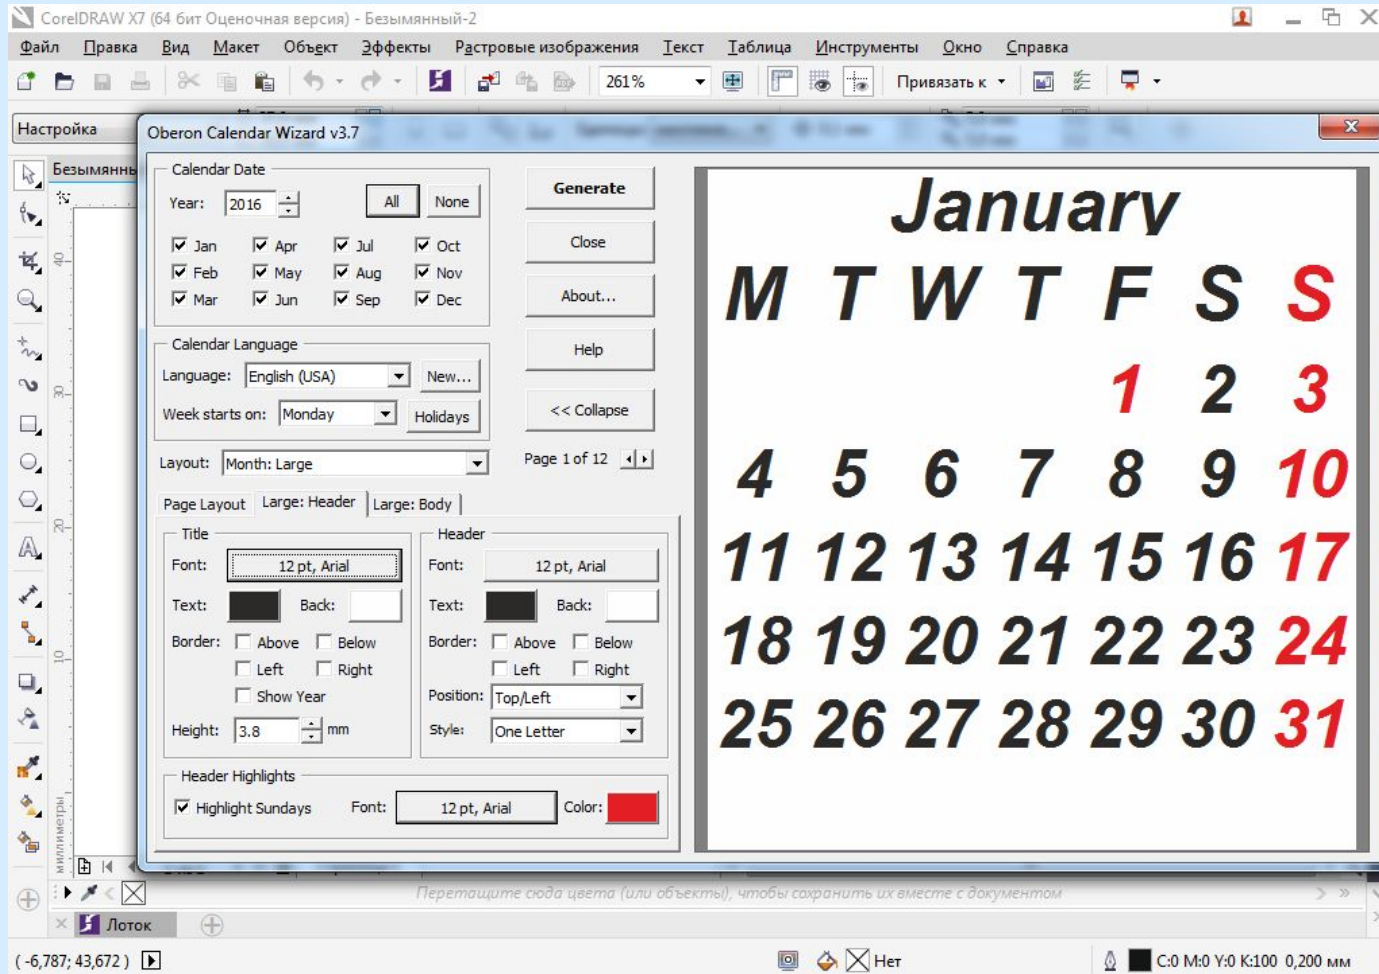 CorelDRAW X7 (64 бит Оценочная версия) - Безымянный-2
Файл Правка Вид Макет Объект Эффекты Растровые изображения Текст Таблица Инструменты Окно Справка
261% Привязать к
Настройка
Oberon Calendar Wizard v3.7
Безымянны
Calendar Date
Year: 2016 All None
Jan Apr Jul Oct
Feb May Aug Nov
Mar Jun Sep Dec
Calendar Language
Language: English (USA) New...
Week starts on: Monday Holidays
Layout: Month: Large
Generate
Close
About...
Help
<< Collapse
Page 1 of 12
Page Layout Large: Header Large: Body
Title
Font: 12 pt, Arial
Text: Back:
Border: Above Below
Left Right
Show Year
Height: 3.8 mm
Header
Font: 12 pt, Arial
Text: Back:
Border: Above Below
Left Right
Position: Top/Left
Style: One Letter
Header Highlights
Highlight Sundays Font: 12 pt, Arial Color:
January
M T W T F S S
1 2 3
4 5 6 7 8 9 10
11 12 13 14 15 16 17
18 19 20 21 22 23 24
25 26 27 28 29 30 31
40
30
20
10
миллиметры
Перетащите сюда цвета (или объекты), чтобы сохранить их вместе с документом
Лоток
( -6,787; 43,672 ) Нет C:0 M:0 Y:0 K:100 0,200 мм